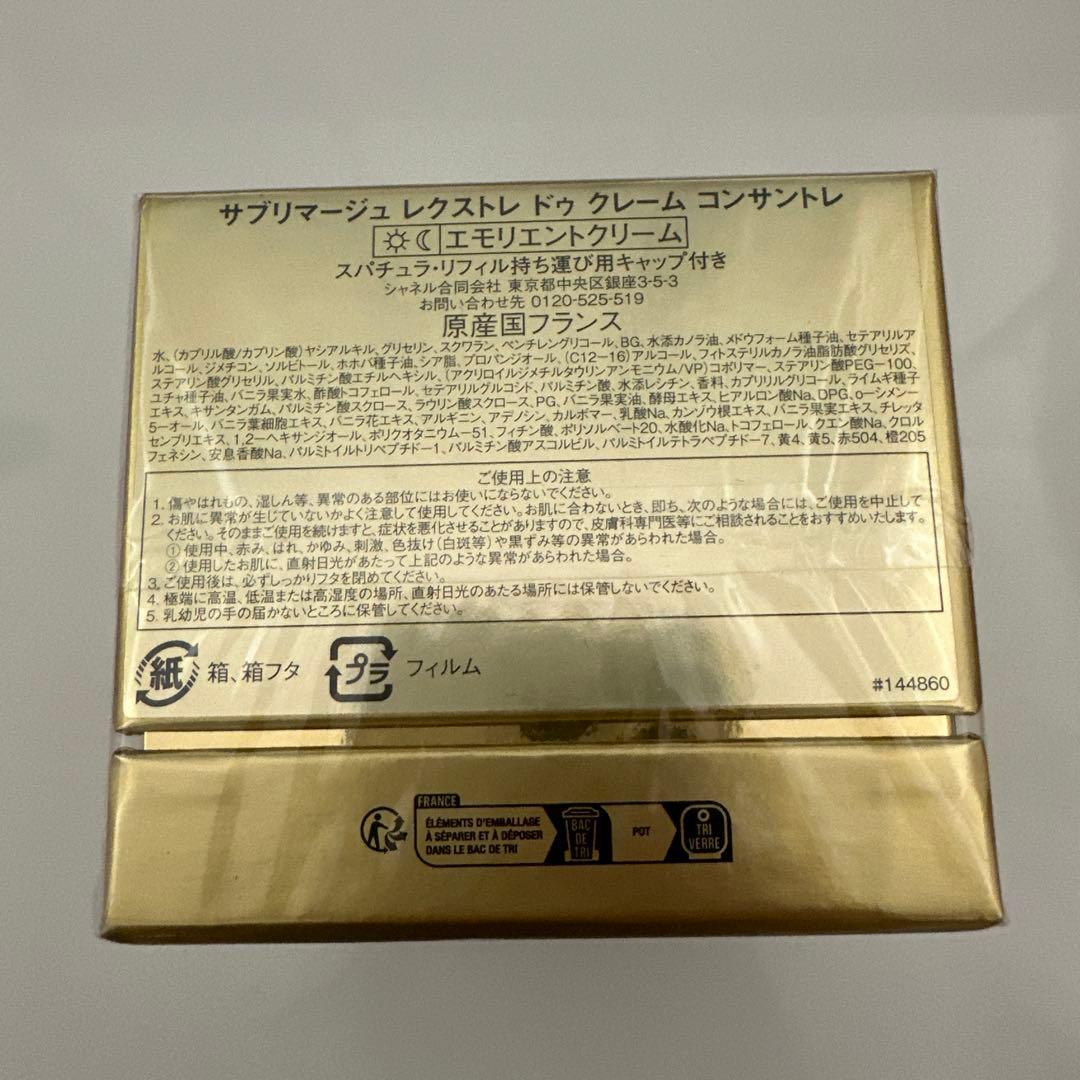 サブリマージュ レクストレ ドゥ クレーム コンサントレ
エモリエントクリーム
スパチュラ・リフィル持ち運び用キャップ付き
シャネル合同会社 東京都中央区銀座3-5-3
お問い合わせ先 0120-525-519
原産国フランス
水、(カプリル酸/カプリン酸)ヤシアルキル、グリセリン、スクワラン、ペンチレングリコール、BG、水添カノラ油、メドウフォーム種子油、セテアリルア
ルコール、ジメチコン、ソルビトール、ホホバ種子油、シア脂、プロパンジオール、(C12-16)アルコール、フィトステリルカノラ油脂肪酸グリセリズ、
ステアリン酸グリセリル、パルミチン酸エチルヘキシル、(アクリロイルジメチルタウリンアンモニウム/VP)コポリマー、ステアリン酸PEG-100、
ユチャ種子油、バニラ果実水、酢酸トコフェロール、セテアリルグルコシド、パルミチン酸、水添レシチン、香料、カプリリルグリコール、ライムギ種子
エキス、キサンタンガム、パルミチン酸スクロース、ラウリン酸スクロース、PG、バニラ果実油、酵母エキス、ヒアルロン酸Na、DPG、o-シメン-
5-オール、バニラ葉細胞エキス、バニラ花エキス、アルギニン、アデノシン、カルボマー、乳酸Na、カンゾウ根エキス、バニラ果実エキス、チレッタ
センブリエキス、1,2-ヘキサンジオール、ポリクオタニウム-51、フィチン酸、ポリソルベート20、水酸化Na、トコフェロール、クエン酸Na、クロル
フェネシン、安息香酸Na、パルミトイルトリペプチド-1、パルミチン酸アスコルビル、パルミトイルテトラペプチド-7、黄4、黄5、赤504、橙205
ご使用上の注意
1. 傷やはれもの、湿しん等、異常のある部位にはお使いにならないでください。
2. お肌に異常が生じていないかよく注意して使用してください。お肌に合わないとき、即ち、次のような場合には、ご使用を中止して
ください。そのままご使用を続けますと、症状を悪化させることがありますので、皮膚科専門医等にご相談されることをおすすめいたします。
① 使用中、赤み、はれ、かゆみ、刺激、色抜け(白斑等)や黒ずみ等の異常があらわれた場合。
② 使用したお肌に、直射日光があたって上記のような異常があらわれた場合。
3. ご使用後は、必ずしっかりフタを閉めてください。
4. 極端に高温、低温または高湿度の場所、直射日光のあたる場所には保管しないでください。
5. 乳幼児の手の届かないところに保管してください。
紙 箱、箱フタ プラ フィルム
#144860
FRANCE
ÉLÉMENTS D'EMBALLAGE
À SÉPARER ET À DÉPOSER
DANS LE BAC DE TRI
BAC
DE
TRI
POT
TRI
VERRE